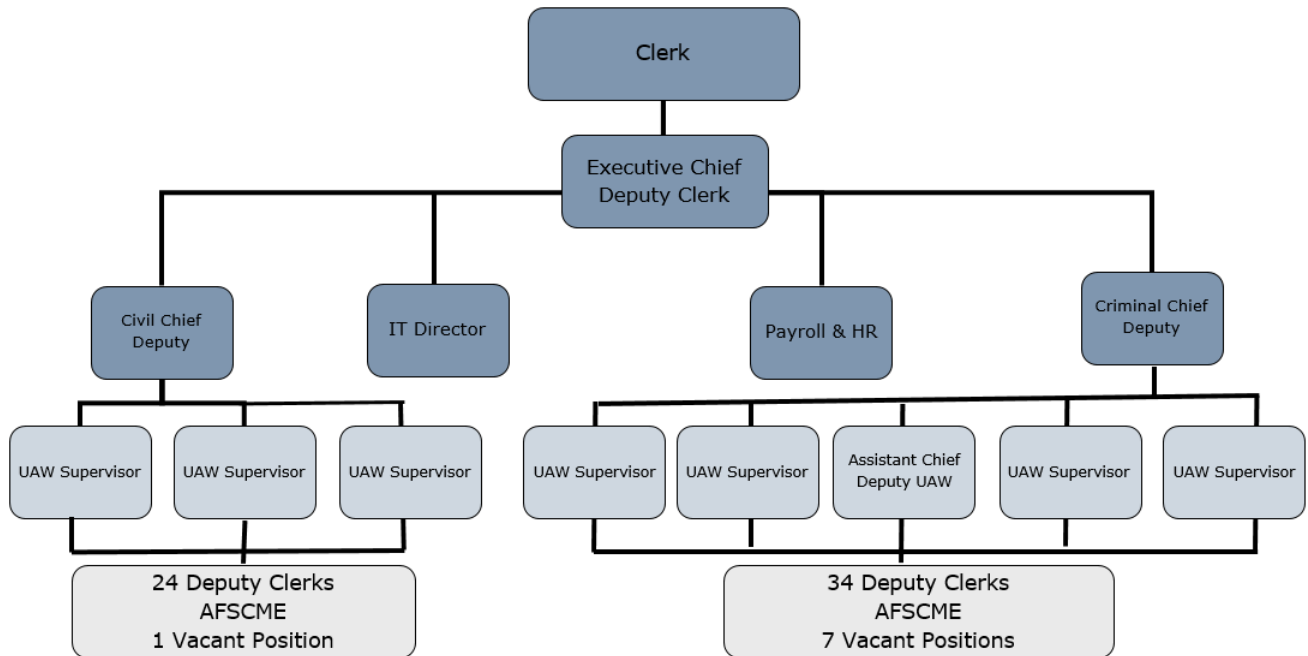 Clerk
Executive Chief
Deputy Clerk
Civil Chief
Deputy
IT Director
Payroll & HR
Criminal Chief
Deputy
UAW Supervisor
UAW Supervisor
UAW Supervisor
UAW Supervisor
UAW Supervisor
Assistant Chief
Deputy UAW
UAW Supervisor
UAW Supervisor
24 Deputy Clerks
AFSCME
1 Vacant Position
34 Deputy Clerks
AFSCME
7 Vacant Positions